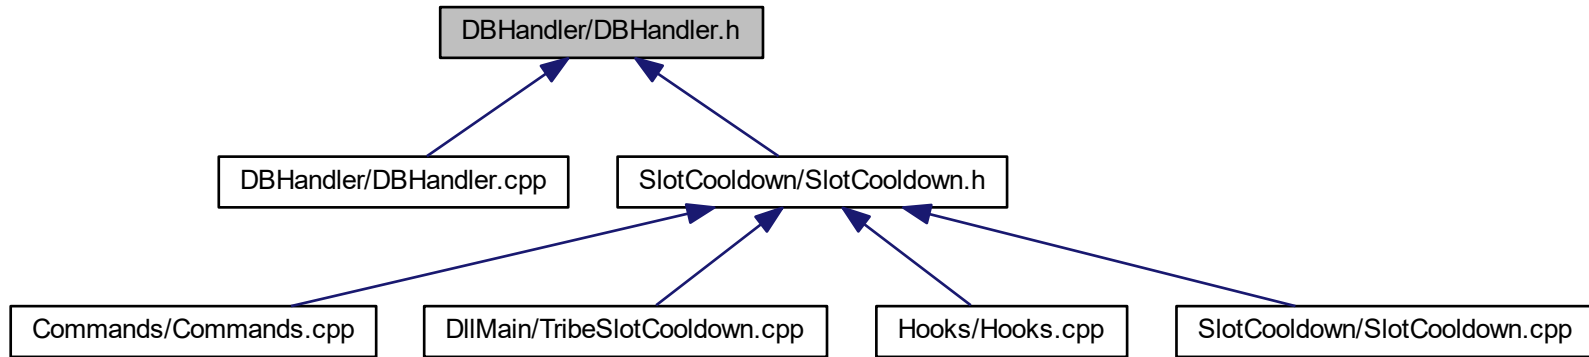 DBHandler/DBHandler.h
DBHandler/DBHandler.cpp
SlotCooldown/SlotCooldown.h
Commands/Commands.cpp
DllMain/TribeSlotCooldown.cpp
Hooks/Hooks.cpp
SlotCooldown/SlotCooldown.cpp